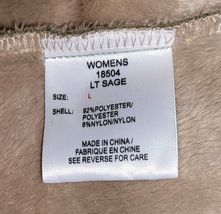 WOMENS
18504
LT SAGE
SIZE: L
SHELL: 92%POLYESTER/
POLYESTER
8%NYLON/NYLON
MADE IN CHINA/
FABRIQUE EN CHINE
SEE REVERSE FOR CARE